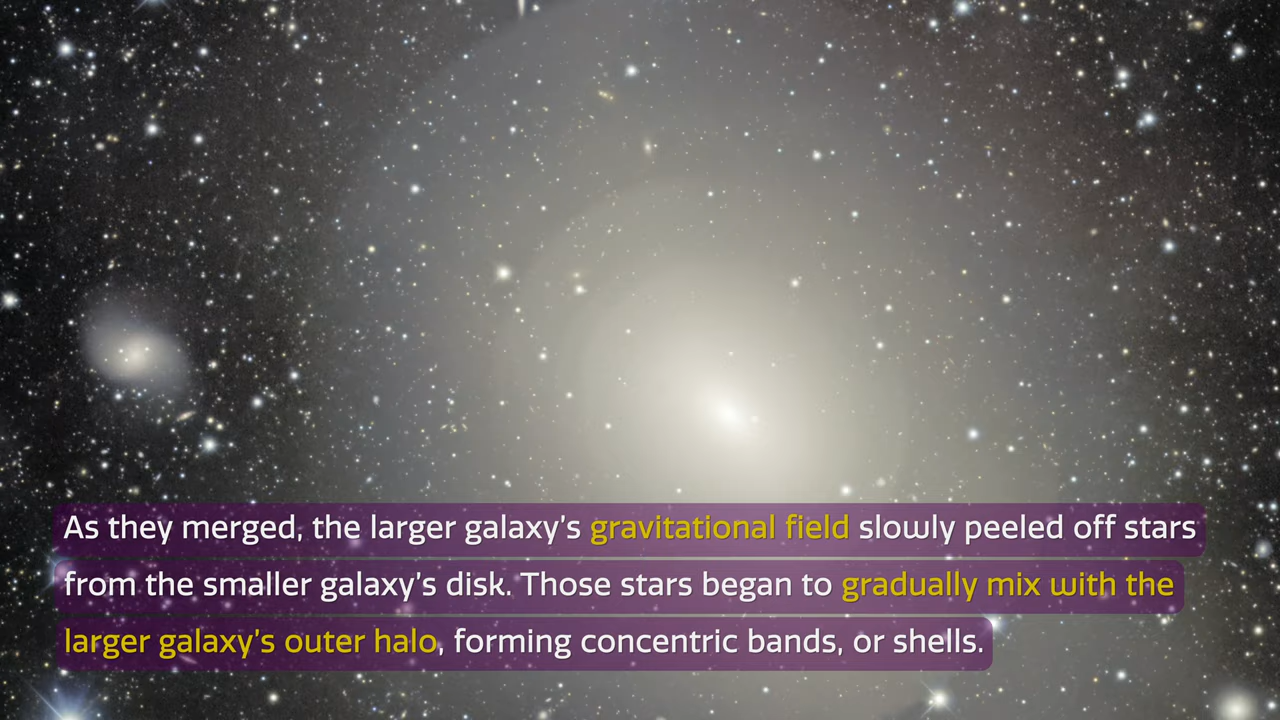 As they merged, the larger galaxy’s gravitational field slowly peeled off stars
from the smaller galaxy’s disk. Those stars began to gradually mix with the
larger galaxy’s outer halo, forming concentric bands, or shells.